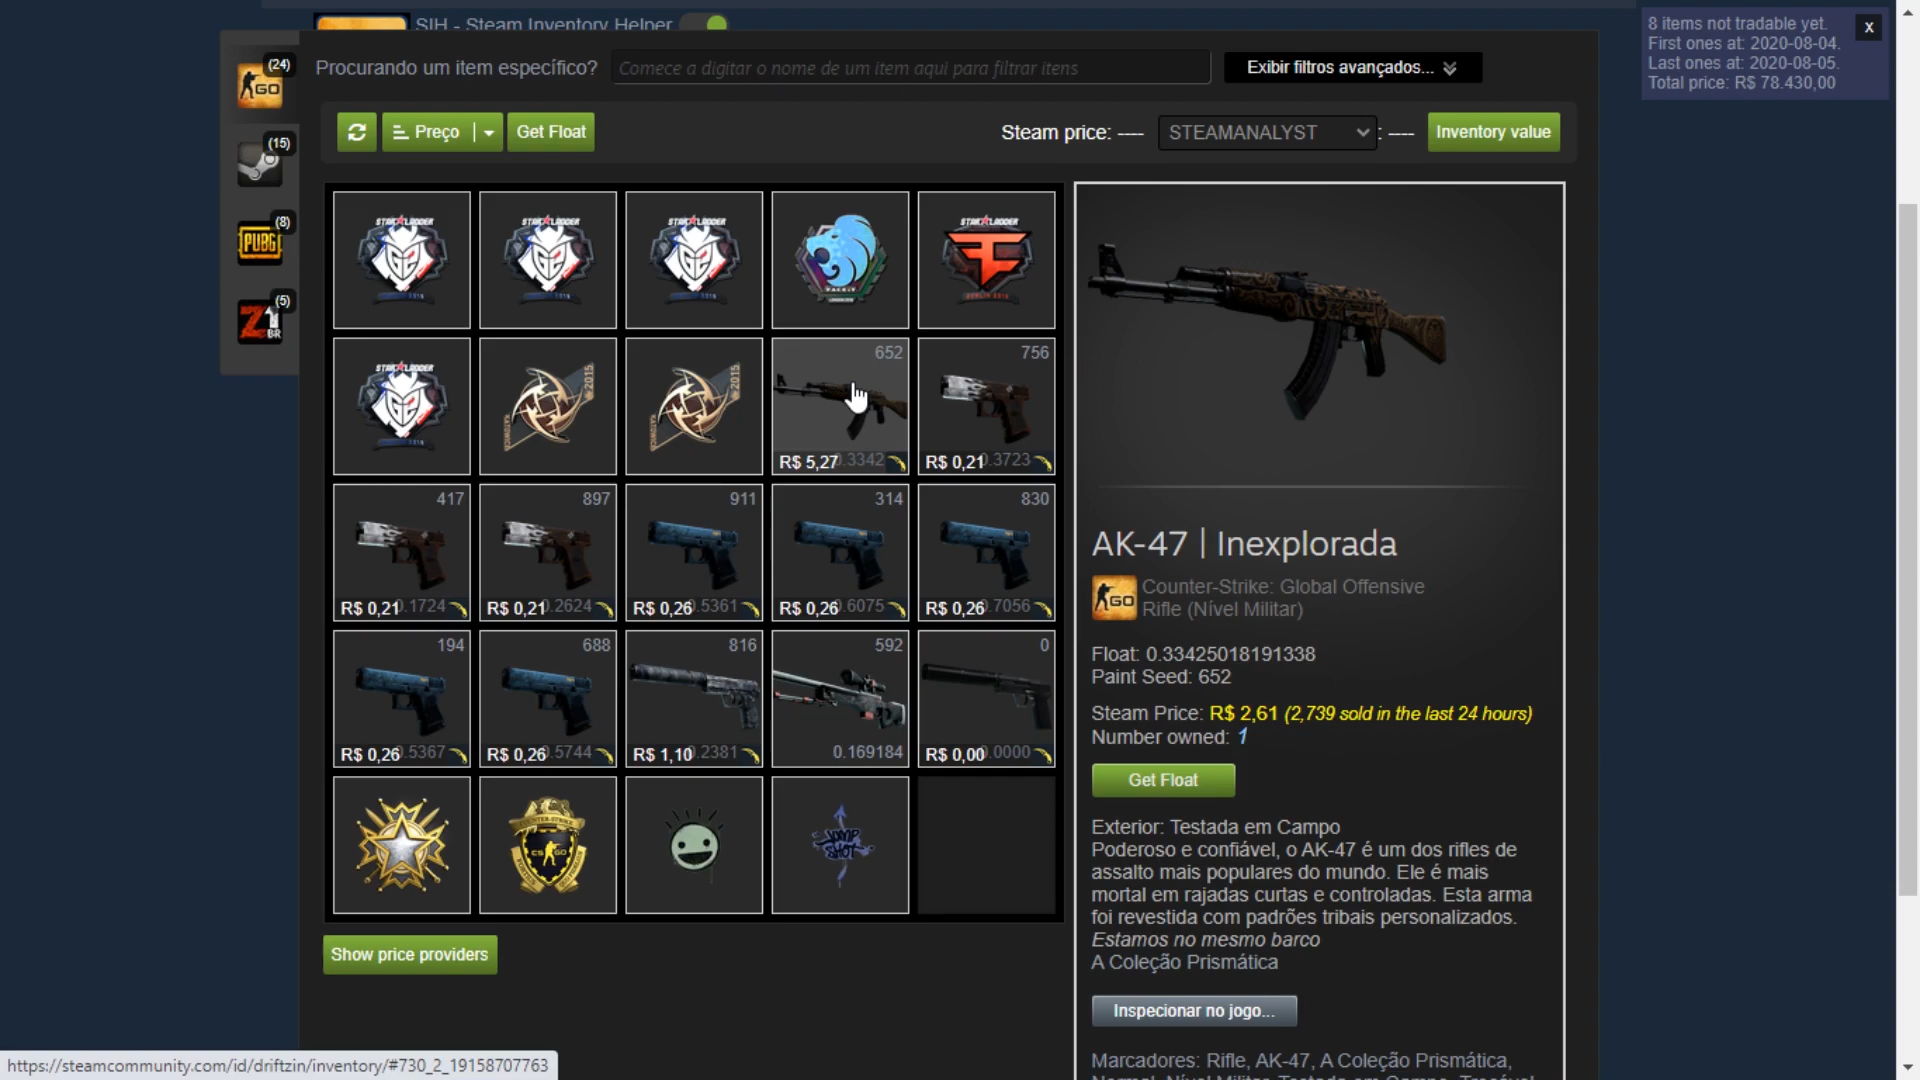 SIH - Steam Inventory Helper
8 items not tradable yet.
First ones at: 2020-08-04.
Last ones at: 2020-08-05.
Total price: R$ 78.430,00
x
(24)
GO
(15)
(8)
PUBG
(5)
Z1
BR
Procurando um item específico?
Comece a digitar o nome de um item aqui para filtrar itens
Exibir filtros avançados...
Preço
Get Float
Steam price: ----
STEAMANALYST
: ----
Inventory value
652
R$ 5,27
0.3342
756
R$ 0,21
0.3723
417
R$ 0,21
0.1724
897
R$ 0,21
0.2624
911
R$ 0,26
0.5361
314
R$ 0,26
0.6075
830
R$ 0,26
0.7056
194
R$ 0,26
0.5367
688
R$ 0,26
0.5744
816
R$ 1,10
0.2381
592
0.169184
0
R$ 0,00
0.0000
Show price providers
AK-47 | Inexplorada
GO
Counter-Strike: Global Offensive
Rifle (Nível Militar)
Float: 0.33425018191338
Paint Seed: 652
Steam Price: R$ 2,61 (2,739 sold in the last 24 hours)
Number owned: 1
Get Float
Exterior: Testada em Campo
Poderoso e confiável, o AK-47 é um dos rifles de
assalto mais populares do mundo. Ele é mais
mortal em rajadas curtas e controladas. Esta arma
foi revestida com padrões tribais personalizados.
Estamos no mesmo barco
A Coleção Prismática
Inspecionar no jogo...
Marcadores: Rifle, AK-47, A Coleção Prismática,
https://steamcommunity.com/id/driftzin/inventory/#730_2_19158707763